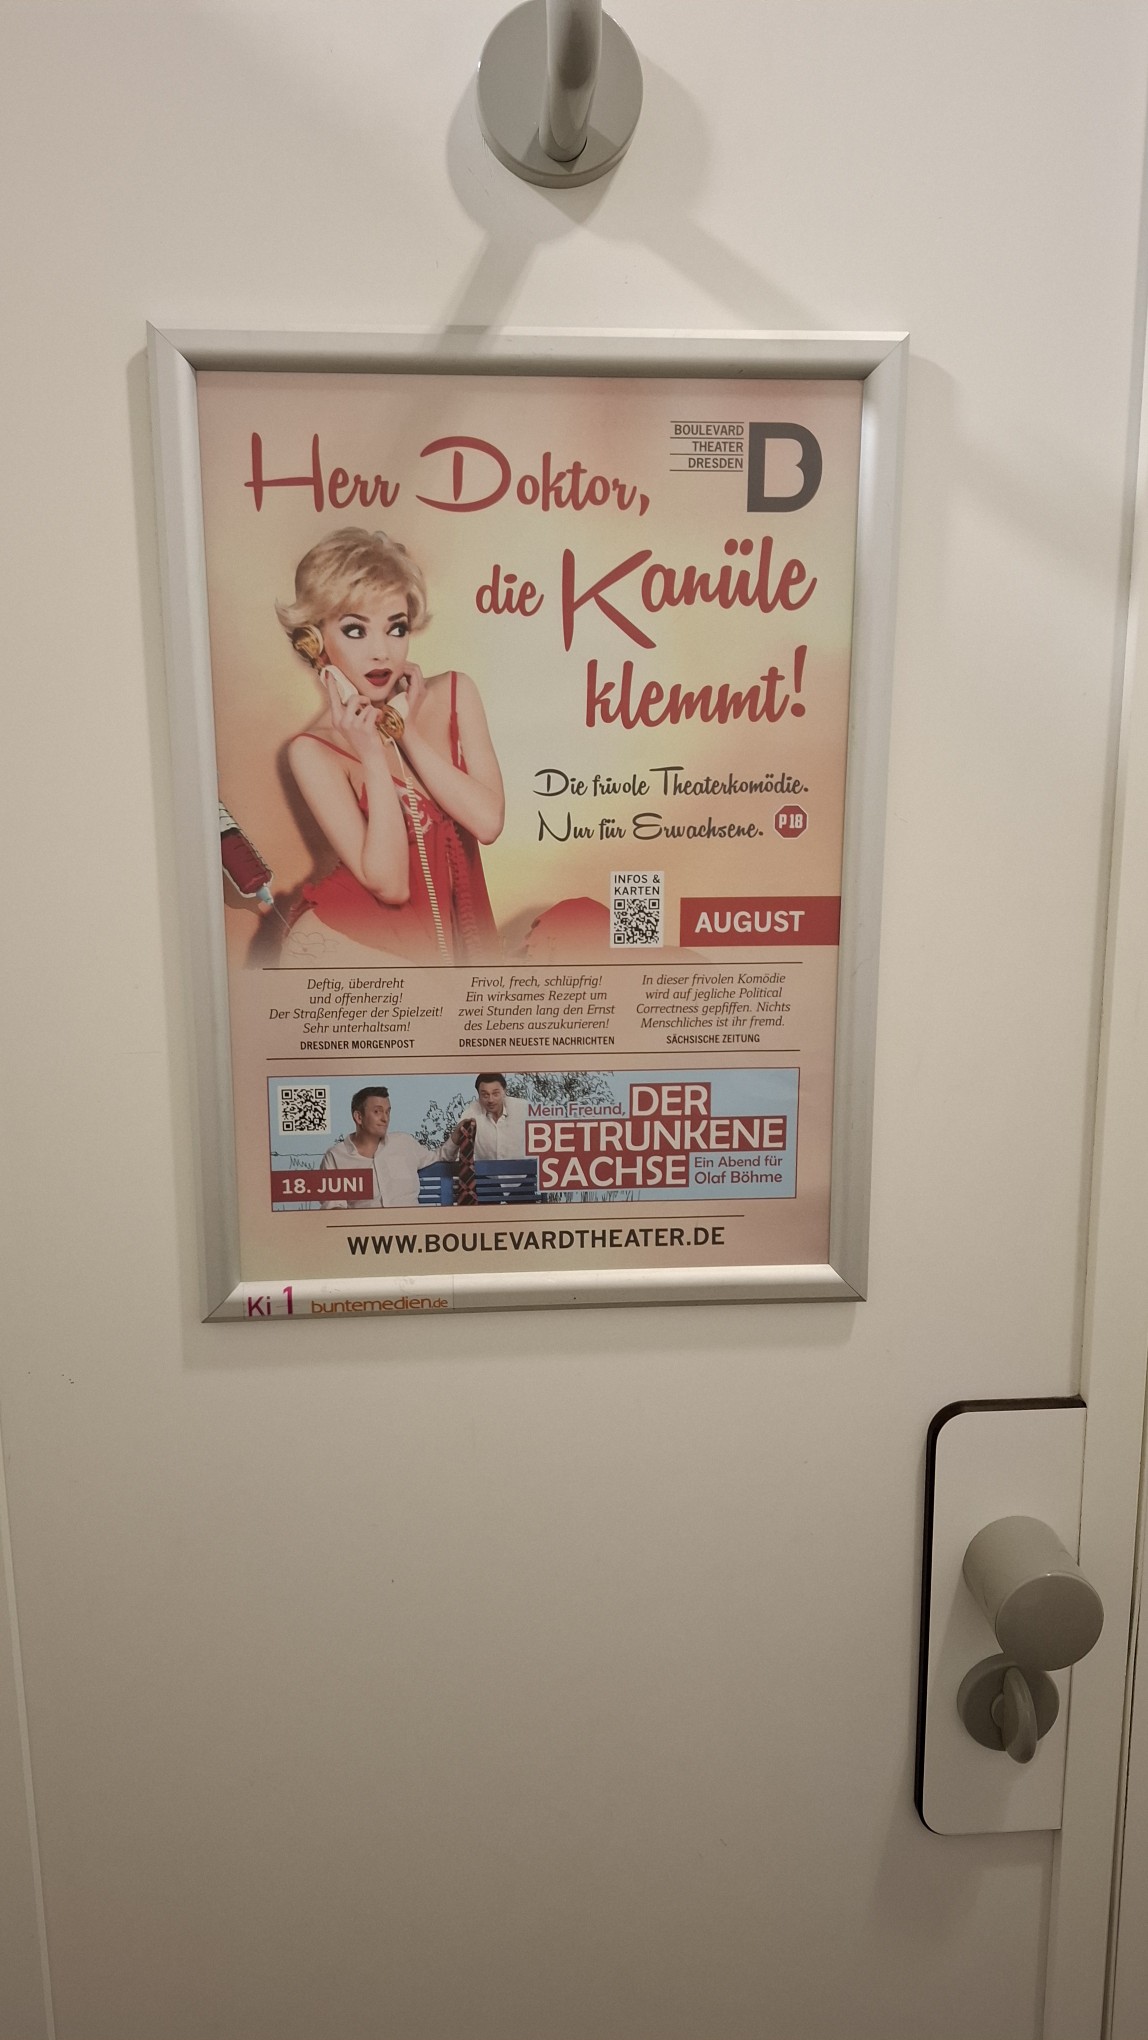 BOULEVARD
THEATER
DRESDEN
Herr Doktor,
die Kanüle
klemmt!
Die frivole Theaterkomödie.
Nur für Erwachsene. P 18
INFOS &
KARTEN
AUGUST
Deftig, überdreht
und offenherzig!
Der Straßenfeger der Spielzeit!
Sehr unterhaltsam!
DRESDNER MORGENPOST
Frivol, frech, schlüpfrig!
Ein wirksames Rezept um
zwei Stunden lang den Ernst
des Lebens auszukurieren!
DRESDNER NEUESTE NACHRICHTEN
In dieser frivolen Komödie
wird auf jegliche Political
Correctness gepfiffen. Nichts
Menschliches ist ihr fremd.
SÄCHSISCHE ZEITUNG
Mein Freund, DER
BETRUNKENE
SACHSE
Ein Abend für
Olaf Böhme
18. JUNI
WWW.BOULEVARDTHEATER.DE
Ki 1 buntemedien.de